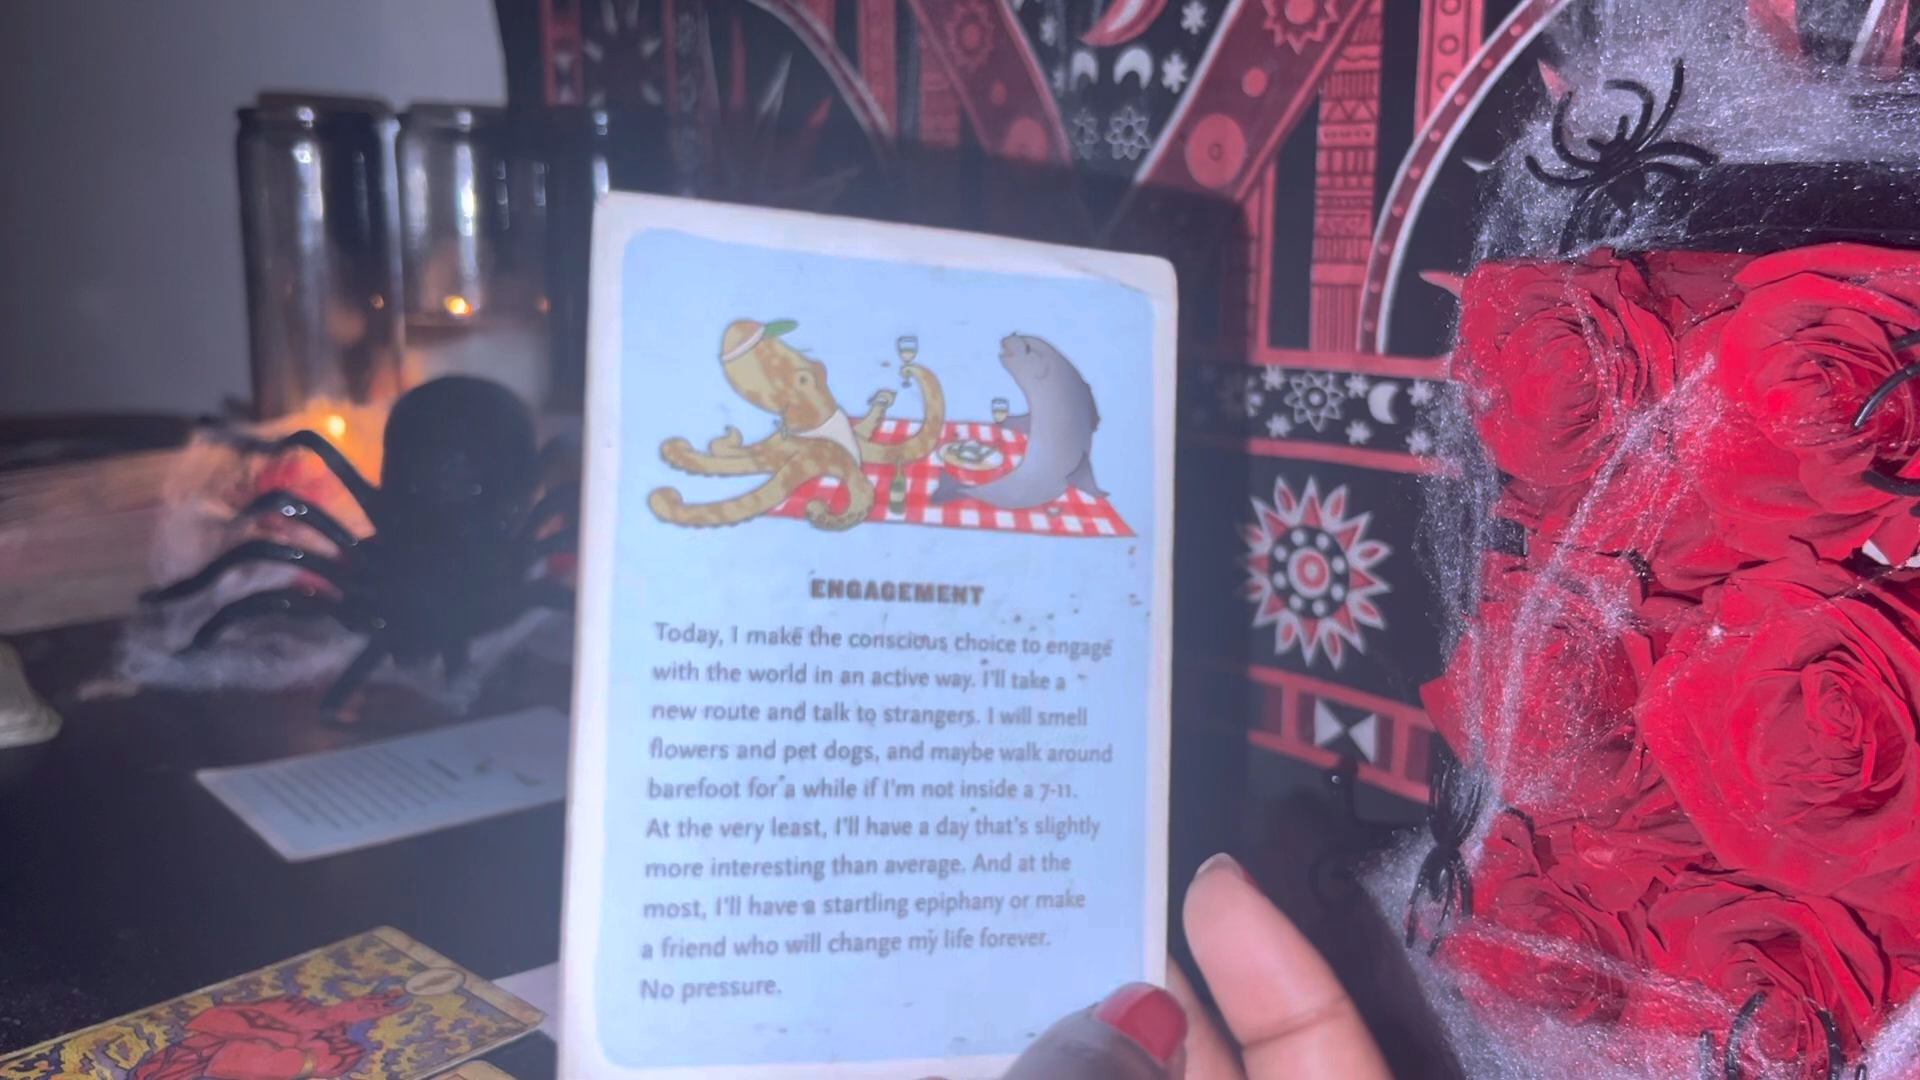 ENGAGEMENT
Today, I make the conscious choice to engage
with the world in an active way. I'll take a
new route and talk to strangers. I will smell
flowers and pet dogs, and maybe walk around
barefoot for a while if I'm not inside a 7-11.
At the very least, I'll have a day that's slightly
more interesting than average. And at the
most, I'll have a startling epiphany or make
a friend who will change my life forever.
No pressure.